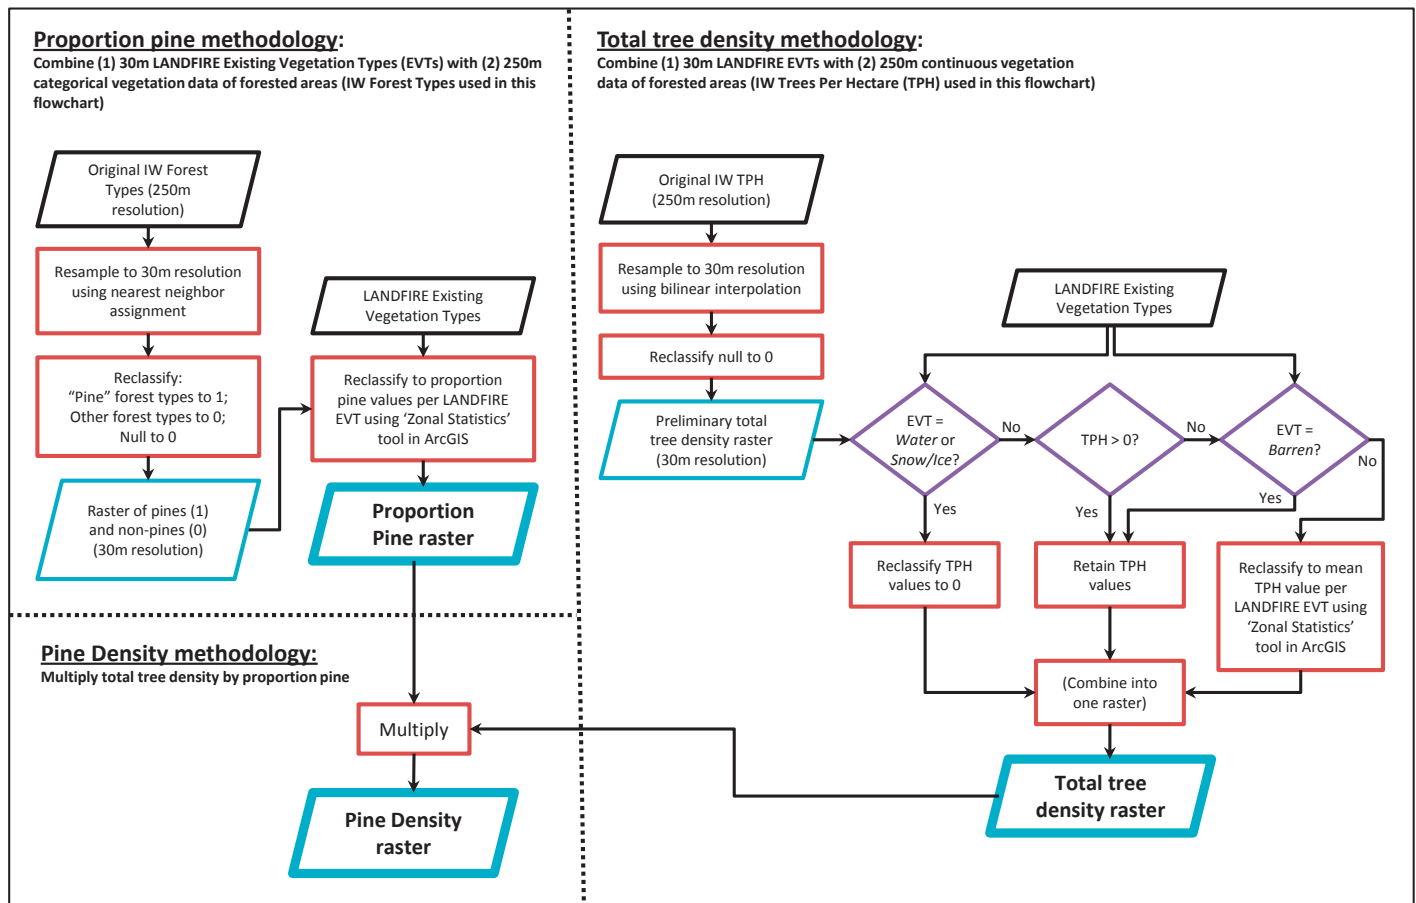 Proportion pine methodology:
Combine (1) 30m LANDFIRE Existing Vegetation Types (EVTs) with (2) 250m
categorical vegetation data of forested areas (IW Forest Types used in this
flowchart)
Original IW Forest
Types (250m
resolution)
Resample to 30m resolution
using nearest neighbor
assignment
Reclassify:
“Pine” forest types to 1;
Other forest types to 0;
Null to 0
Raster of pines (1)
and non-pines (0)
(30m resolution)
LANDFIRE Existing
Vegetation Types
Reclassify to proportion
pine values per LANDFIRE
EVT using ‘Zonal Statistics’
tool in ArcGIS
Proportion
Pine raster
Total tree density methodology:
Combine (1) 30m LANDFIRE EVTs with (2) 250m continuous vegetation
data of forested areas (IW Trees Per Hectare (TPH) used in this flowchart)
Original IW TPH
(250m resolution)
Resample to 30m resolution
using bilinear interpolation
Reclassify null to 0
Preliminary total
tree density raster
(30m resolution)
LANDFIRE Existing
Vegetation Types
EVT =
Water or
Snow/Ice?
No
TPH > 0?
No
EVT =
Barren?
No
Yes
Yes
Yes
Reclassify TPH
values to 0
Retain TPH
values
Reclassify to mean
TPH value per
LANDFIRE EVT using
‘Zonal Statistics’
tool in ArcGIS
(Combine into
one raster)
Total tree
density raster
Pine Density methodology:
Multiply total tree density by proportion pine
Multiply
Pine Density
raster